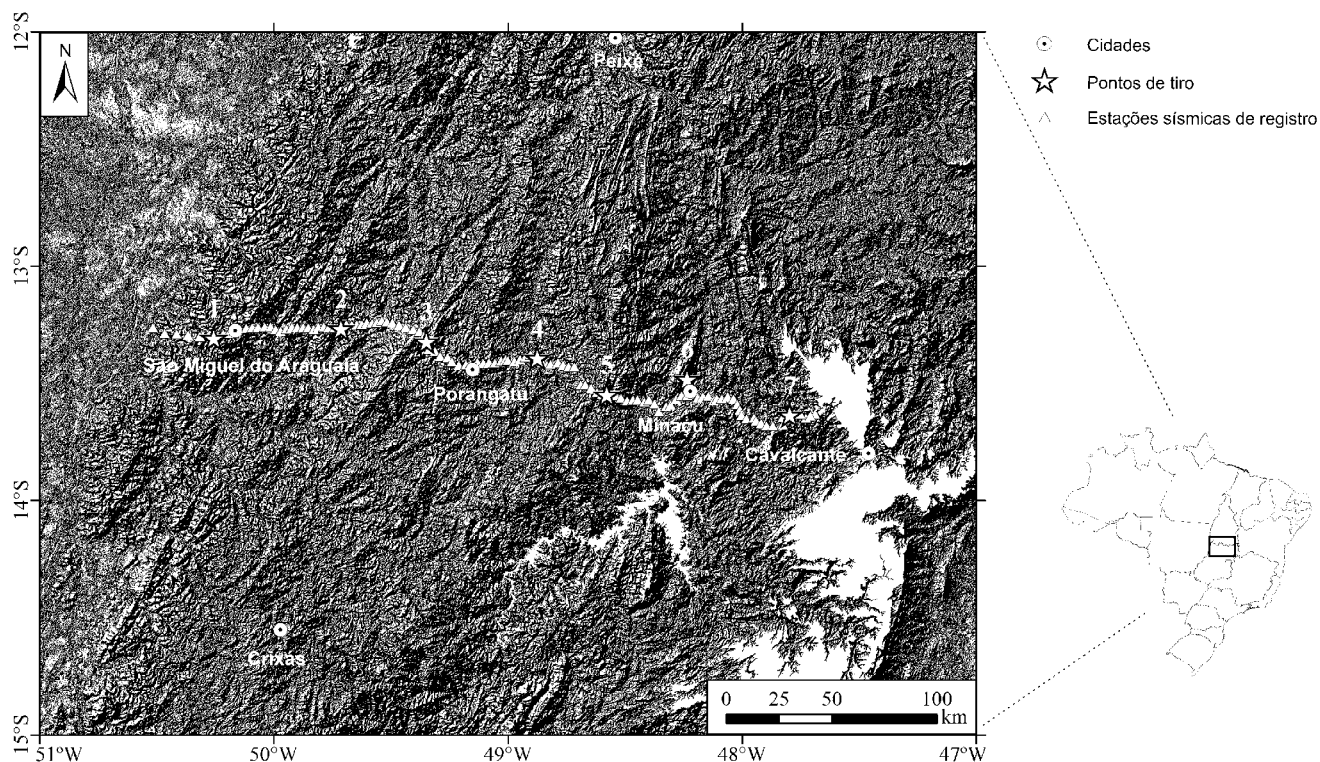 12°S
N
Peixe
Cidades
Pontos de tiro
Estações sísmicas de registro
13°S
1
2
3
4
São Miguel do Araguaia
5
Porangatu
6
7
Minaçu
Cavalcante
14°S
Crixás
0 25 50 100
km
15°S
51°W 50°W 49°W 48°W 47°W